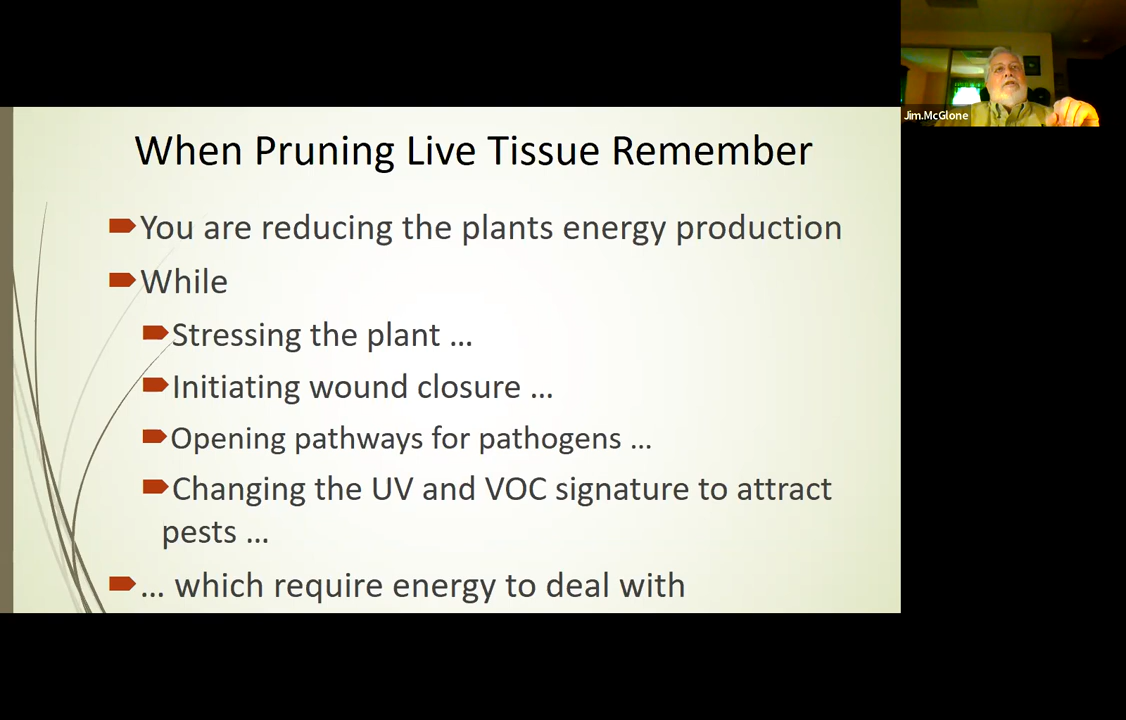 When Pruning Live Tissue Remember
You are reducing the plants energy production
While
Stressing the plant ...
Initiating wound closure ...
Opening pathways for pathogens ...
Changing the UV and VOC signature to attract
pests ...
... which require energy to deal with
Jim.McGlone